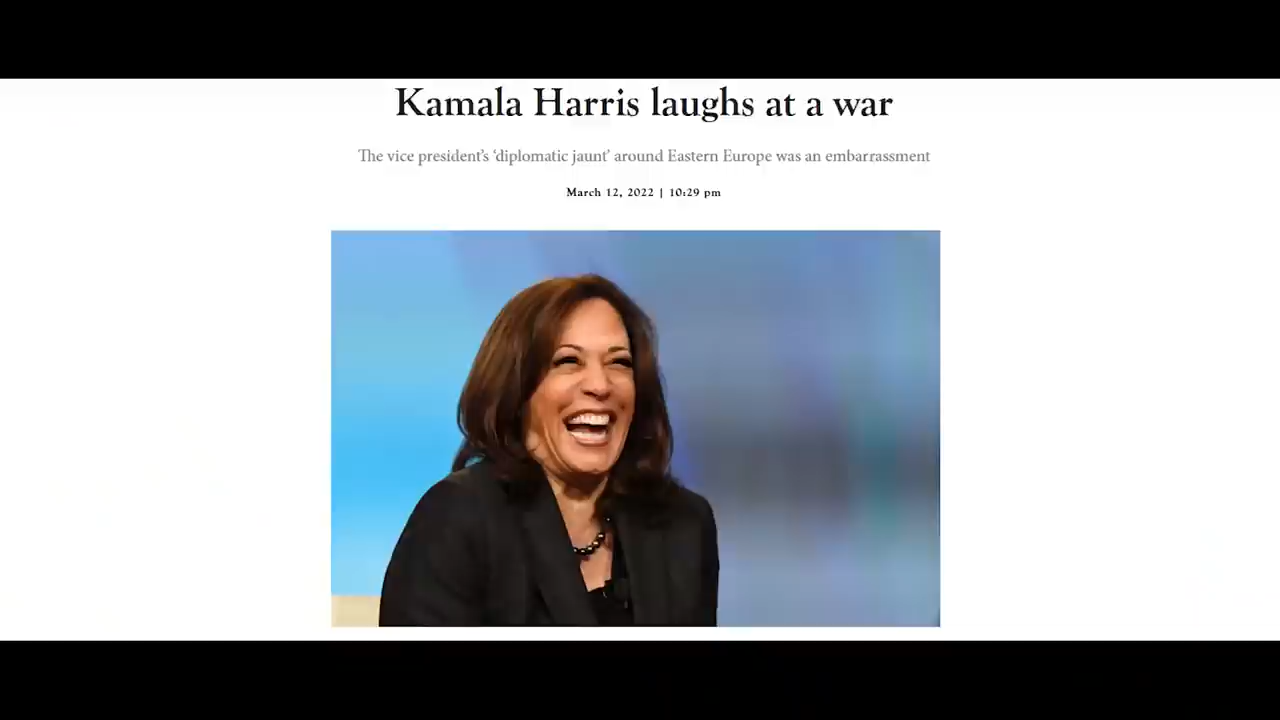 Kamala Harris laughs at a war
The vice president's ‘diplomatic jaunt’ around Eastern Europe was an embarrassment
March 12, 2022 | 10:29 pm